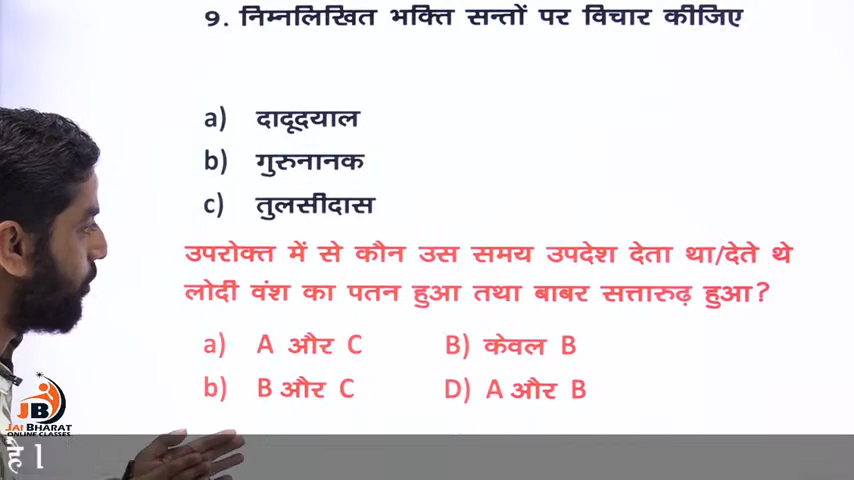 9. निम्नलिखित भक्ति सन्तों पर विचार कीजिए
a) दादूदयाल
b) गुरुनानक
c) तुलसीदास
उपरोक्त में से कौन उस समय उपदेश देता था/देते थे
लोदी वंश का पतन हुआ तथा बाबर सत्तारुढ़ हुआ?
a) A और C B) केवल B
b) B और C D) A और B
JB
JAI BHARAT
ONLINE CLASSES
है।